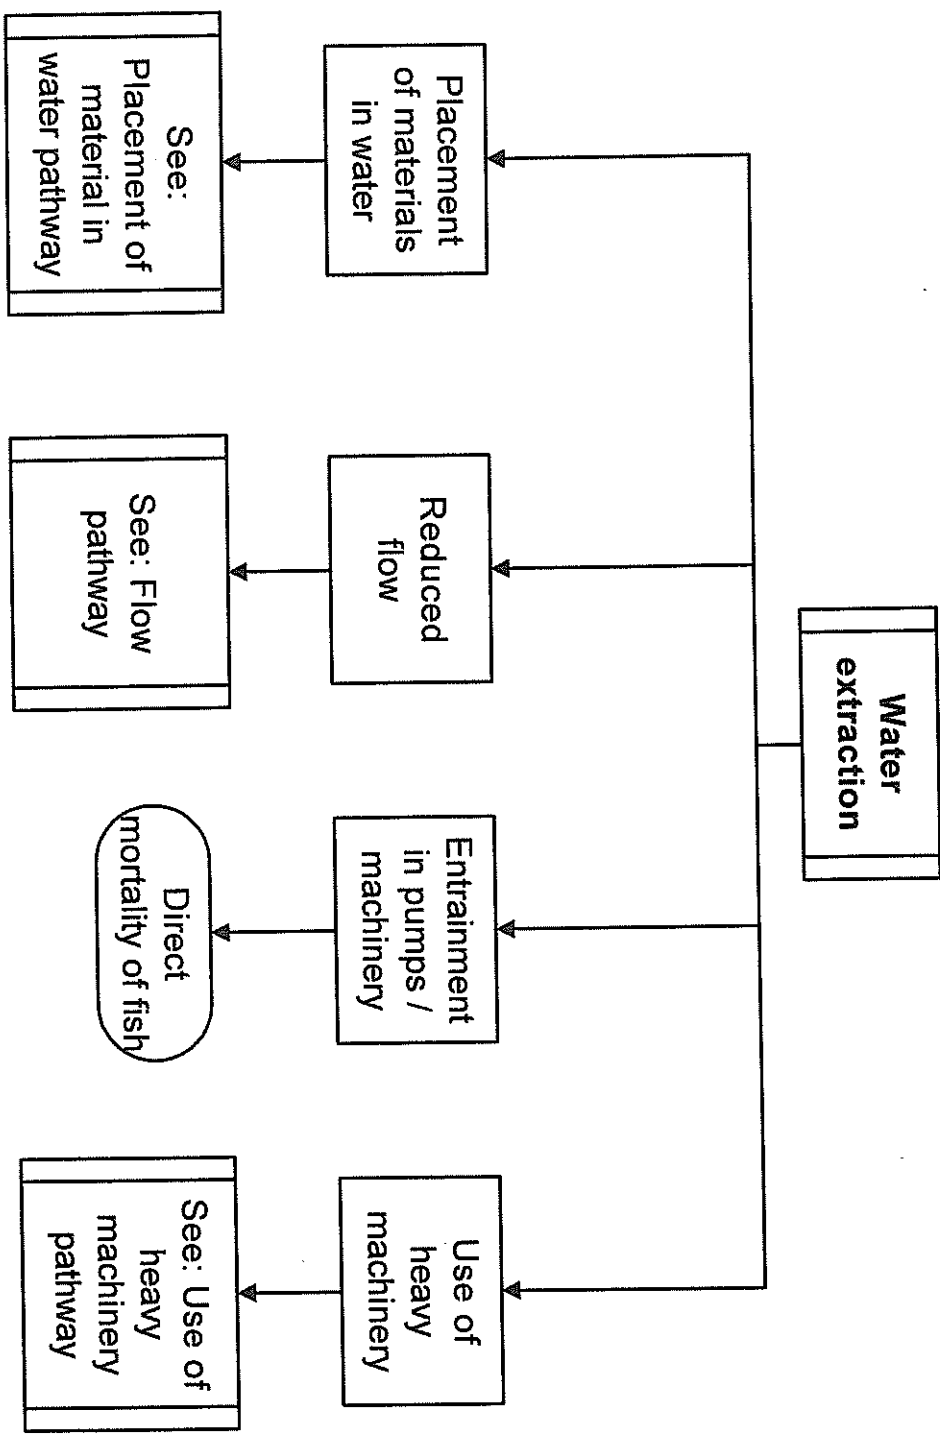 Water
extraction
Placement
of materials
in water
Reduced
flow
Entrainment
in pumps /
machinery
Use of
heavy
machinery
See:
Placement of
material in
water pathway
See: Flow
pathway
Direct
mortality of fish
See: Use of
heavy
machinery
pathway